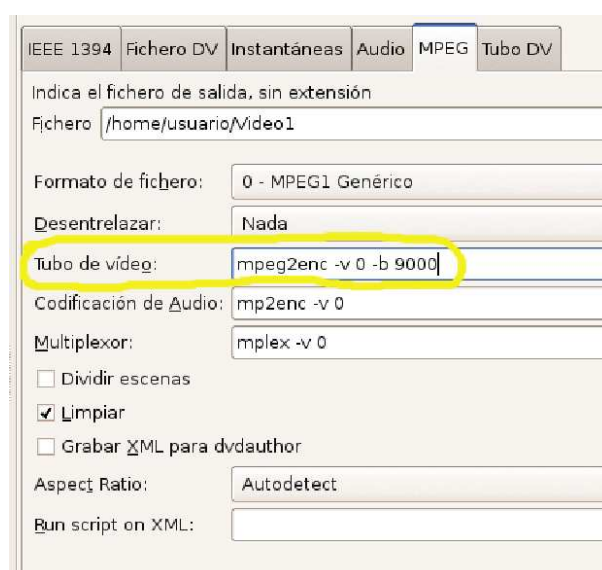 IEEE 1394 Fichero DV Instantáneas Audio MPEG Tubo DV
Indica el fichero de salida, sin extensión
Fichero /home/usuario/Video1
Formato de fichero: 0 - MPEG1 Genérico
Desentrelazar: Nada
Tubo de vídeo: mpeg2enc -v 0 -b 9000
Codificación de Audio: mp2enc -v 0
Multiplexor: mplex -v 0
Dividir escenas
Limpiar
Grabar XML para dvdauthor
Aspect Ratio: Autodetect
Run script on XML: